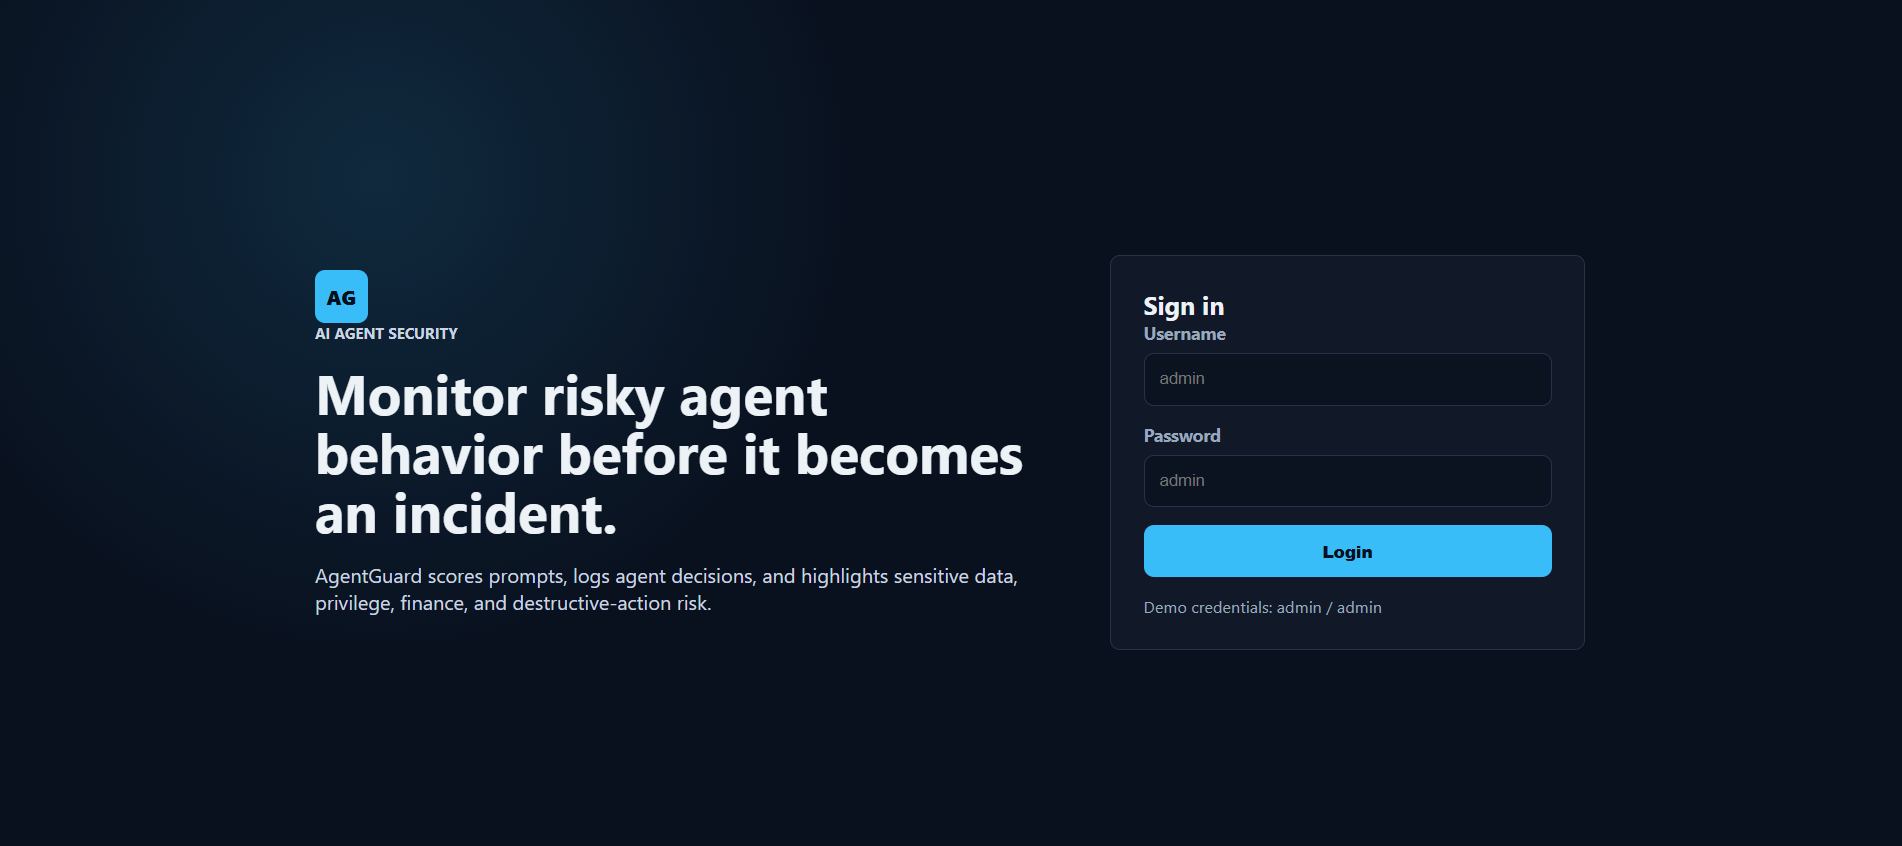 AG
AI AGENT SECURITY
Monitor risky agent
behavior before it becomes
an incident.
AgentGuard scores prompts, logs agent decisions, and highlights sensitive data,
privilege, finance, and destructive-action risk.
Sign in
Username
admin
Password
admin
Login
Demo credentials: admin / admin